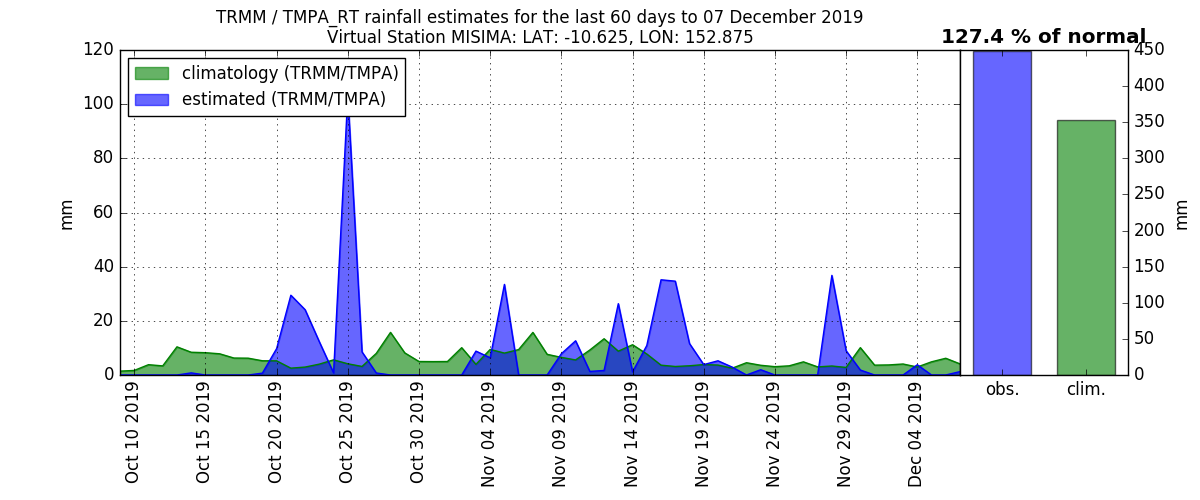 TRMM / TMPA_RT rainfall estimates for the last 60 days to 07 December 2019
Virtual Station MISIMA: LAT: -10.625, LON: 152.875
127.4 % of normal
climatology (TRMM/TMPA)
estimated (TRMM/TMPA)
120
100
80
60
40
20
0
mm
Oct 10 2019
Oct 15 2019
Oct 20 2019
Oct 25 2019
Oct 30 2019
Nov 04 2019
Nov 09 2019
Nov 14 2019
Nov 19 2019
Nov 24 2019
Nov 29 2019
Dec 04 2019
450
400
350
300
250
200
150
100
50
0
mm
obs.
clim.